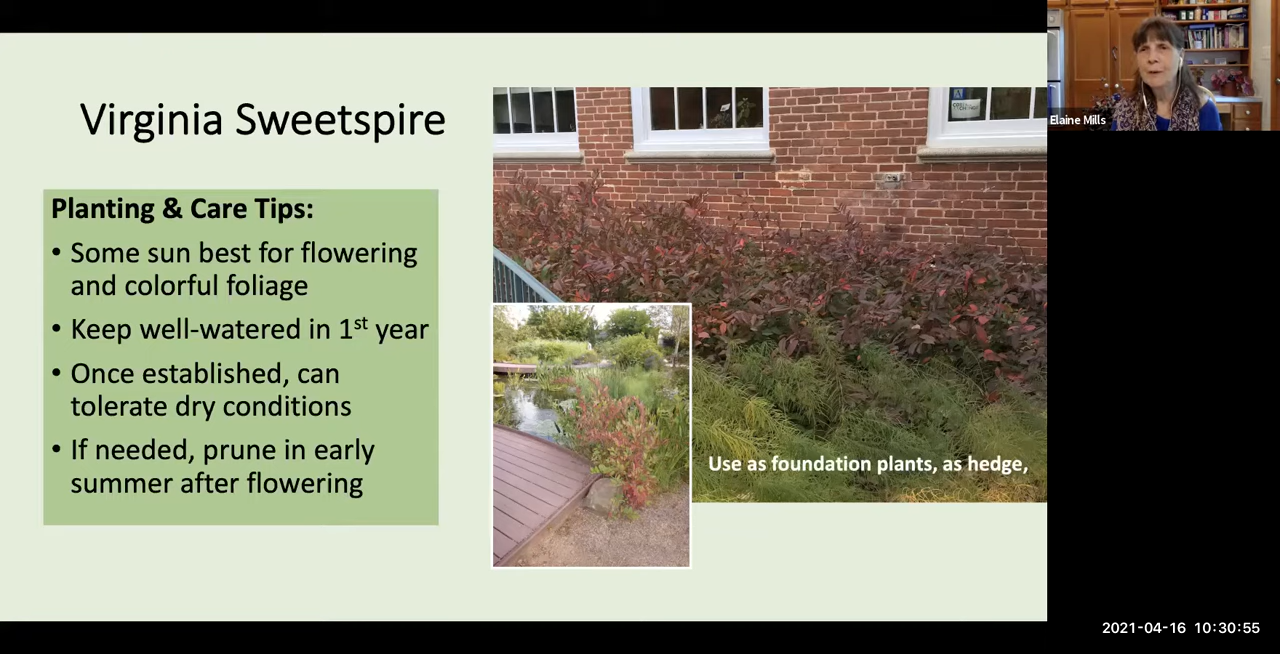 Virginia Sweetspire
Planting & Care Tips:
• Some sun best for flowering
and colorful foliage
• Keep well-watered in 1st year
• Once established, can
tolerate dry conditions
• If needed, prune in early
summer after flowering
Use as foundation plants, as hedge,
Elaine Mills
2021-04-16 10:30:55